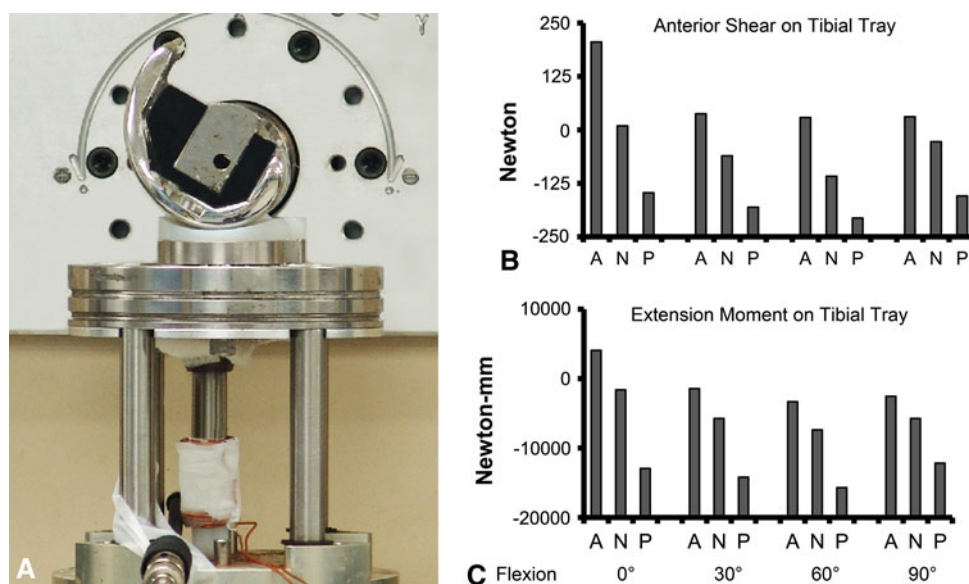 A
250
Anterior Shear on Tibial Tray
125
0
-125
-250
Newton
B
A N P A N P A N P A N P
10000
Extension Moment on Tibial Tray
0
-10000
-20000
Newton-mm
A N P A N P A N P A N P
C Flexion 0° 30° 60° 90°